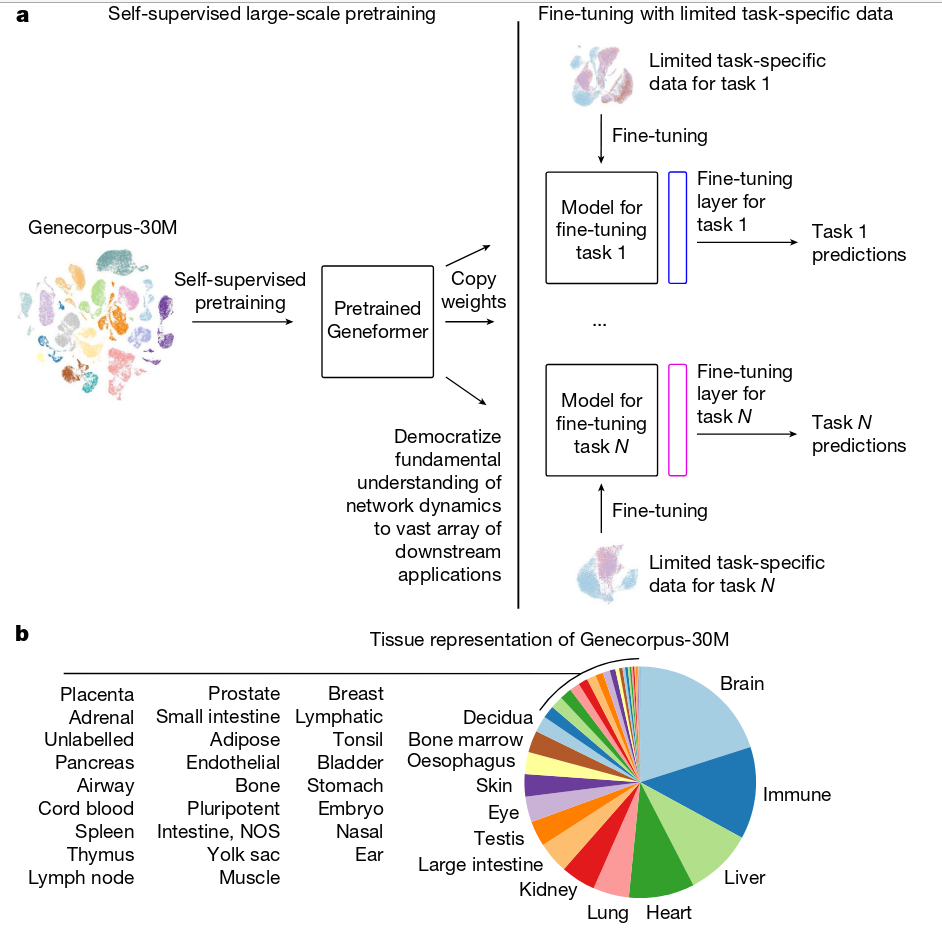 a
Self-supervised large-scale pretraining
Fine-tuning with limited task-specific data
Genecorpus-30M
Self-supervised
pretraining
Pretrained
Geneformer
Copy
weights
Democratize
fundamental
understanding of
network dynamics
to vast array of
downstream
applications
Limited task-specific
data for task 1
Fine-tuning
Model for
fine-tuning
task 1
Fine-tuning
layer for
task 1
Task 1
predictions
...
Model for
fine-tuning
task N
Fine-tuning
layer for
task N
Task N
predictions
Fine-tuning
Limited task-specific
data for task N
b
Tissue representation of Genecorpus-30M
Placenta
Adrenal
Unlabelled
Pancreas
Airway
Cord blood
Spleen
Thymus
Lymph node
Prostate
Small intestine
Adipose
Endothelial
Bone
Pluripotent
Intestine, NOS
Yolk sac
Muscle
Breast
Lymphatic
Tonsil
Bladder
Stomach
Embryo
Nasal
Ear
Decidua
Bone marrow
Oesophagus
Skin
Eye
Testis
Large intestine
Kidney
Lung
Heart
Liver
Immune
Brain